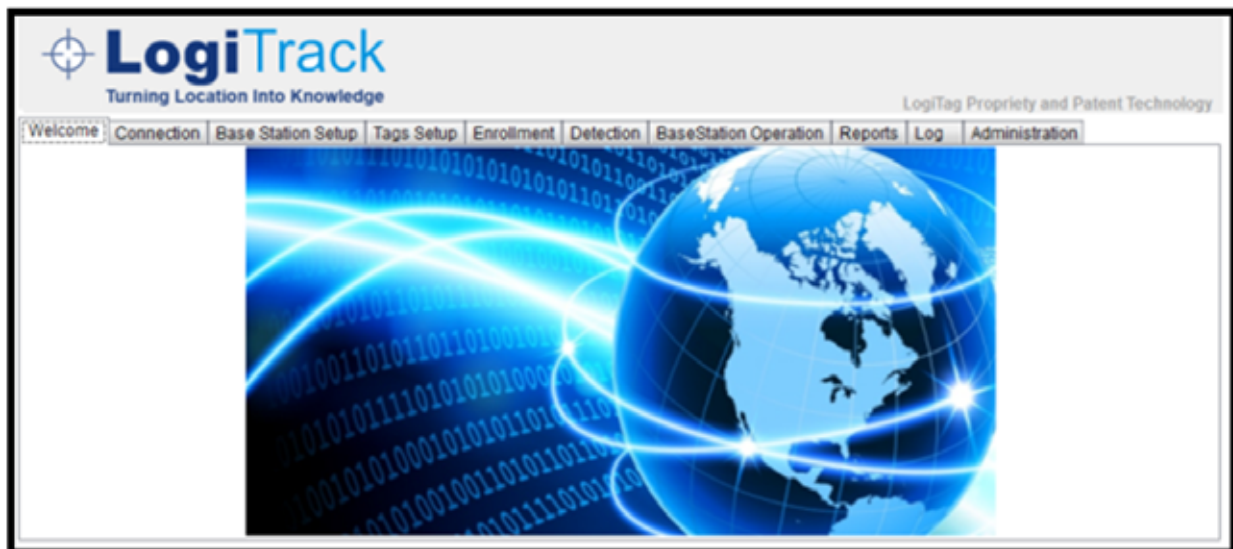 LogiTrack
Turning Location Into Knowledge
LogiTag Propriety and Patent Technology
Welcome Connection Base Station Setup Tags Setup Enrollment Detection BaseStation Operation Reports Log Administration